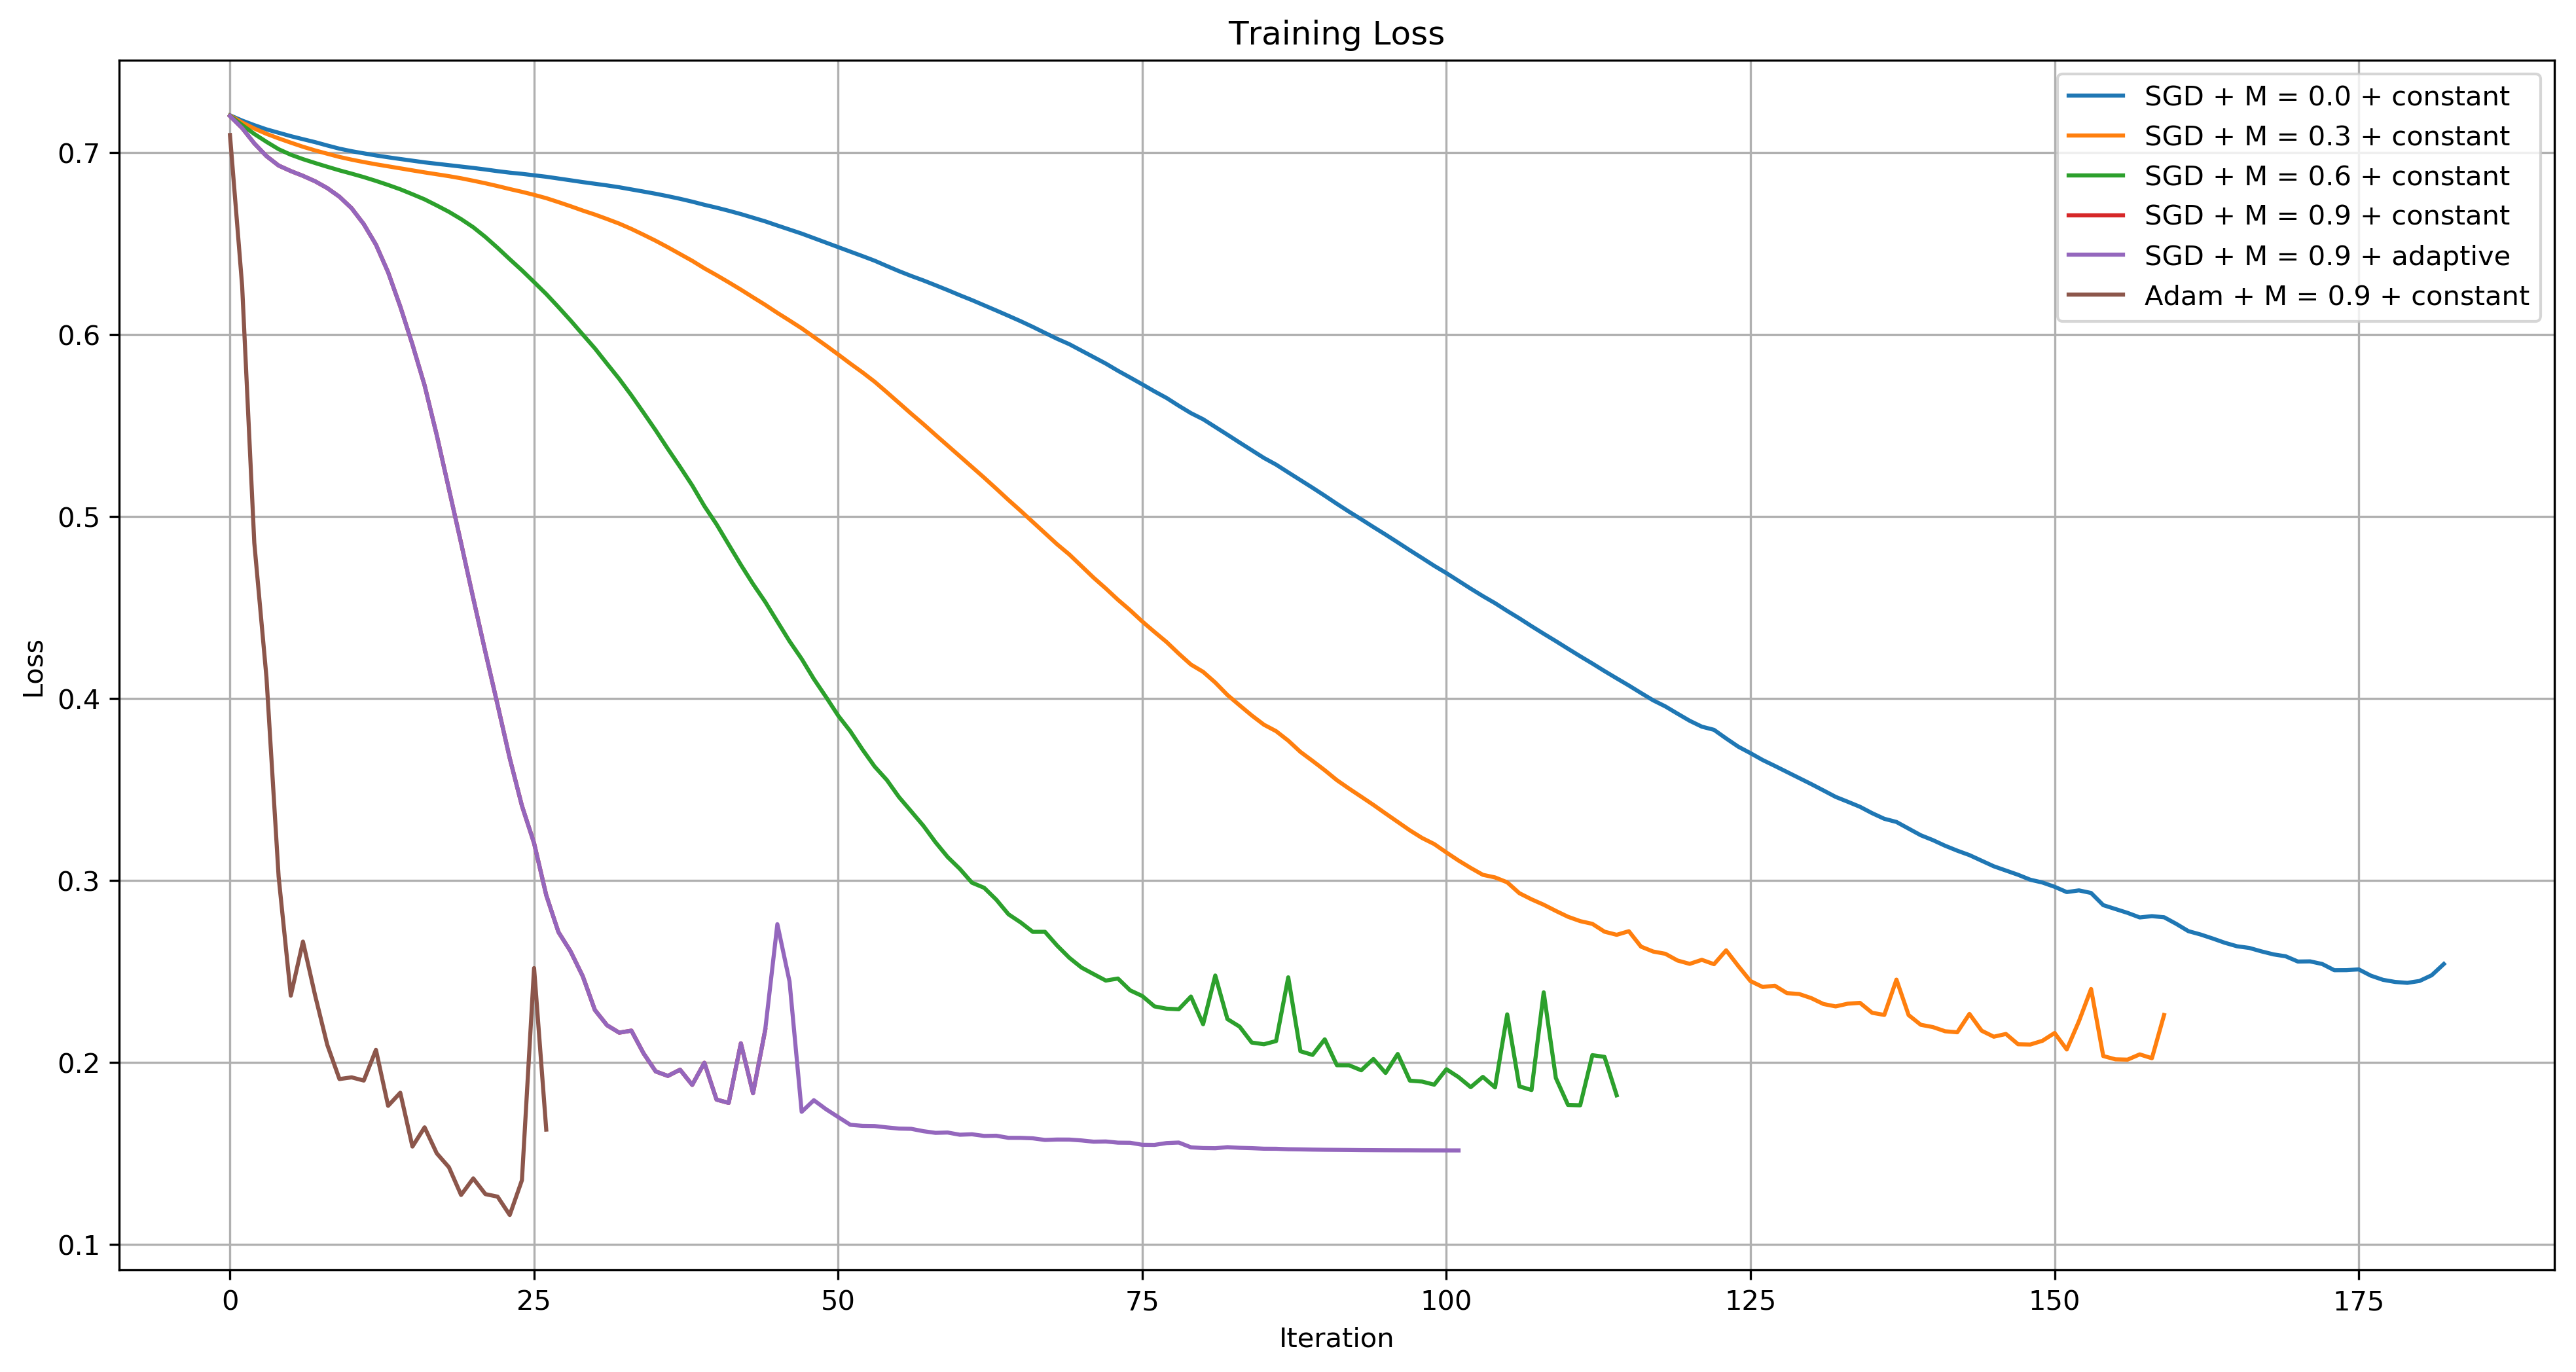 Training Loss
SGD + M = 0.0 + constant
SGD + M = 0.3 + constant
SGD + M = 0.6 + constant
SGD + M = 0.9 + constant
SGD + M = 0.9 + adaptive
Adam + M = 0.9 + constant
0.7
0.6
0.5
0.4
0.3
0.2
0.1
Loss
0 25 50 75 100 125 150 175
Iteration